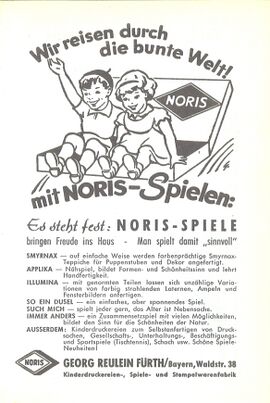 Wir reisen durch
die bunte Welt!
NORIS
mit NORIS-Spielen:
Es steht fest: NORIS-SPIELE
bringen Freude ins Haus - Man spielt damit „sinnvoll"
SMYRNAX — auf einfache Weise werden farbenprächtige Smyrnax-
Teppiche für Puppenstuben und Dekor angefertigt.
APPLIKA — Nähspiel, bildet Formen- und Schönheitssinn und lehrt
Handfertigkeit.
ILLUMINA — mit genormten Teilen lassen sich unzählige Varia-
tionen von farbig strahlenden Laternen, Ampeln und
Fensterbildern anfertigen.
SO EIN DUSEL — ein einfaches, aber spannendes Spiel.
SUCH MICH — spielt jeder gern, das Alter ist Nebensache.
IMMER ANDERS — ein Zusammensetzspiel mit vielen Möglichkeiten,
bildet den Sinn für die Schönheiten der Natur.
AUSSERDEM: Kinderdruckereien zum Selbstanfertigen von Druck-
sachen, Gesellschafts-, Unterhaltungs-, Beschäftigungs-
und Sportspiele (Tischtennis), Schach usw. Schöne Spiele-
Neuheiten!
NORIS
GEORG REULEIN FÜRTH/Bayern, Waldstr. 38
Kinderdruckereien-, Spiele- und Stempelwarenfabrik